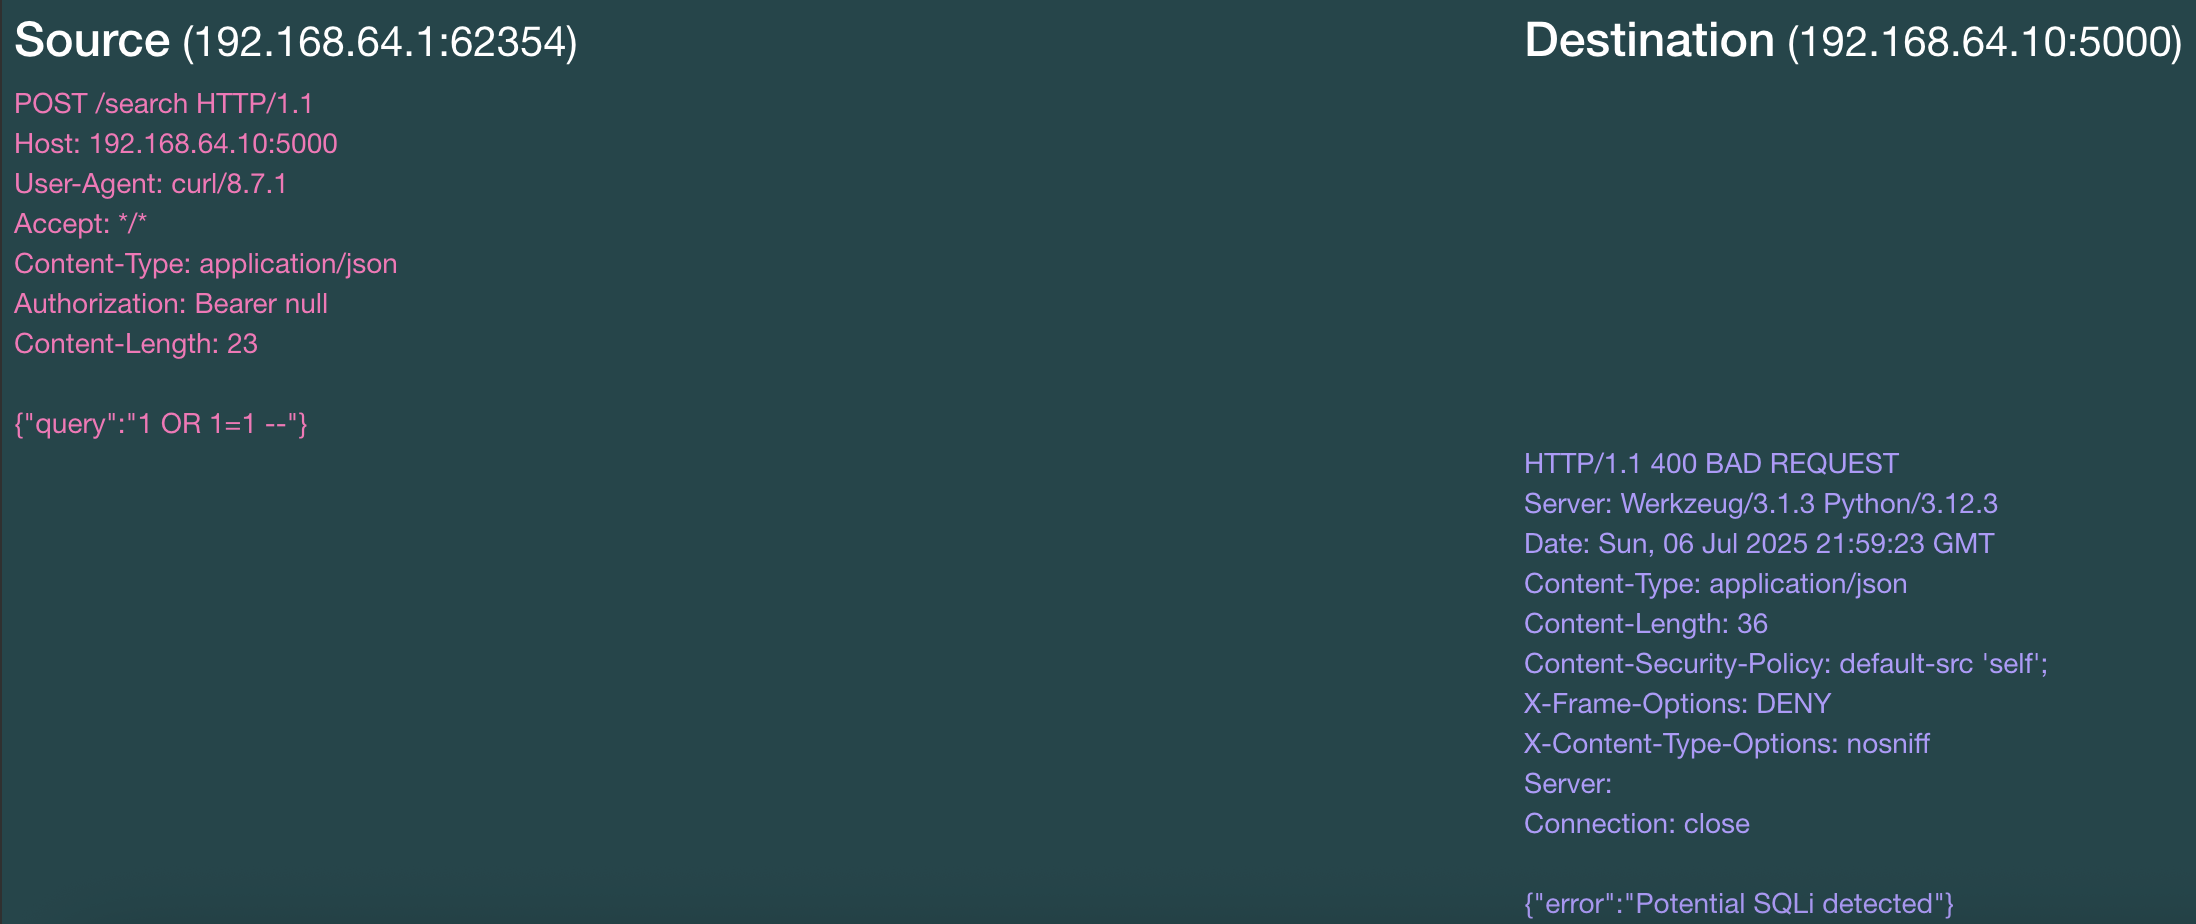 Source (192.168.64.1:62354)
Destination (192.168.64.10:5000)
POST /search HTTP/1.1
Host: 192.168.64.10:5000
User-Agent: curl/8.7.1
Accept: */*
Content-Type: application/json
Authorization: Bearer null
Content-Length: 23
{"query":"1 OR 1=1 --"}
HTTP/1.1 400 BAD REQUEST
Server: Werkzeug/3.1.3 Python/3.12.3
Date: Sun, 06 Jul 2025 21:59:23 GMT
Content-Type: application/json
Content-Length: 36
Content-Security-Policy: default-src 'self';
X-Frame-Options: DENY
X-Content-Type-Options: nosniff
Server:
Connection: close
{"error":"Potential SQLi detected"}